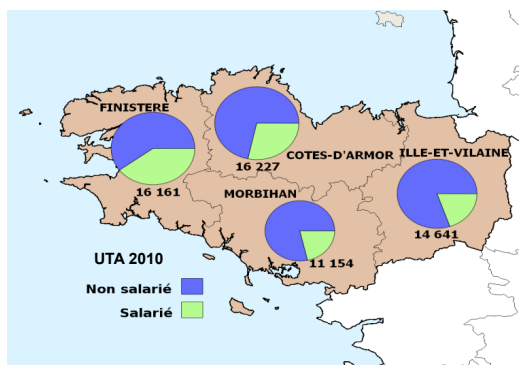 FINISTERE
16 227
COTES-D'ARMOR
ILLE-ET-VILAINE
16 161
MORBIHAN
14 641
11 154
UTA 2010
Non salarié
Salarié